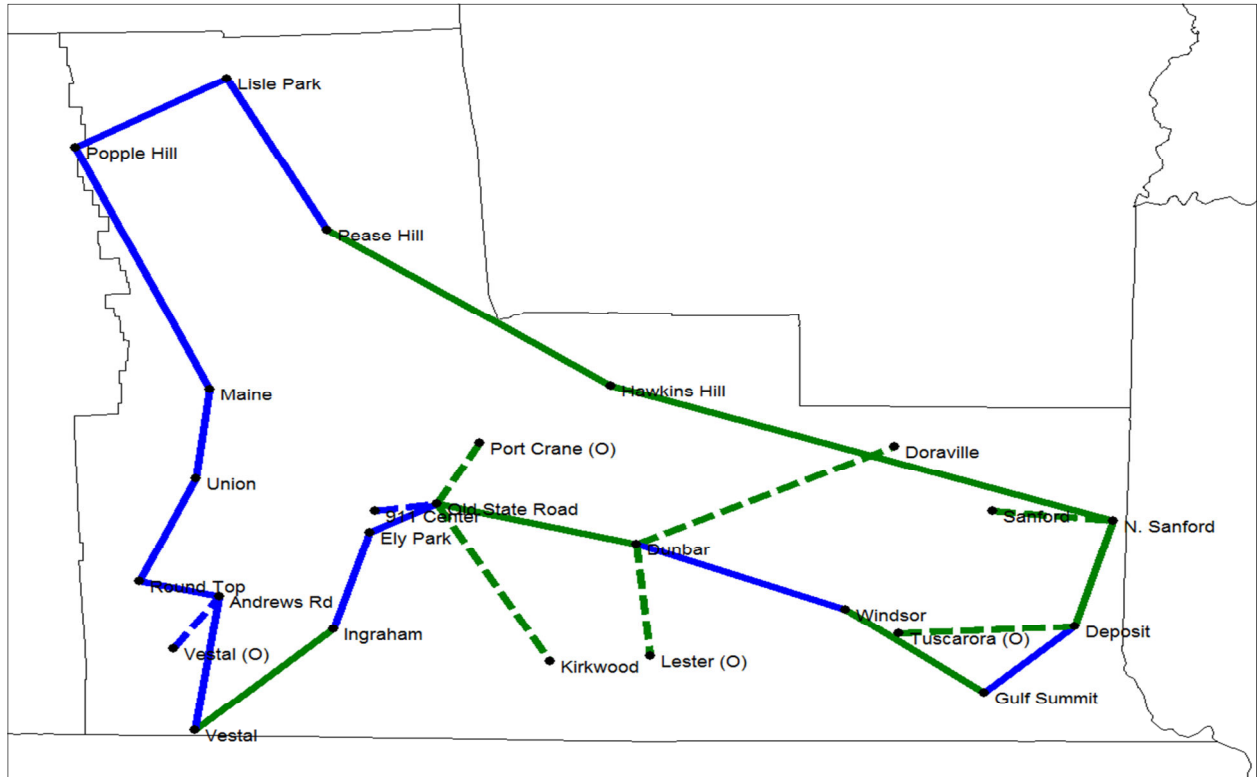 Lisle Park
Popple Hill
Pease Hill
Hawkins Hill
Maine
Port Crane (O)
Doraville
Union
Old State Road
911 Center
Sanford
N. Sanford
Ely Park
Dunbar
Round Top
Andrews Rd
Windsor
Ingraham
Deposit
Tuscarora (O)
Vestal (O)
Kirkwood
Lester (O)
Gulf Summit
Vestal